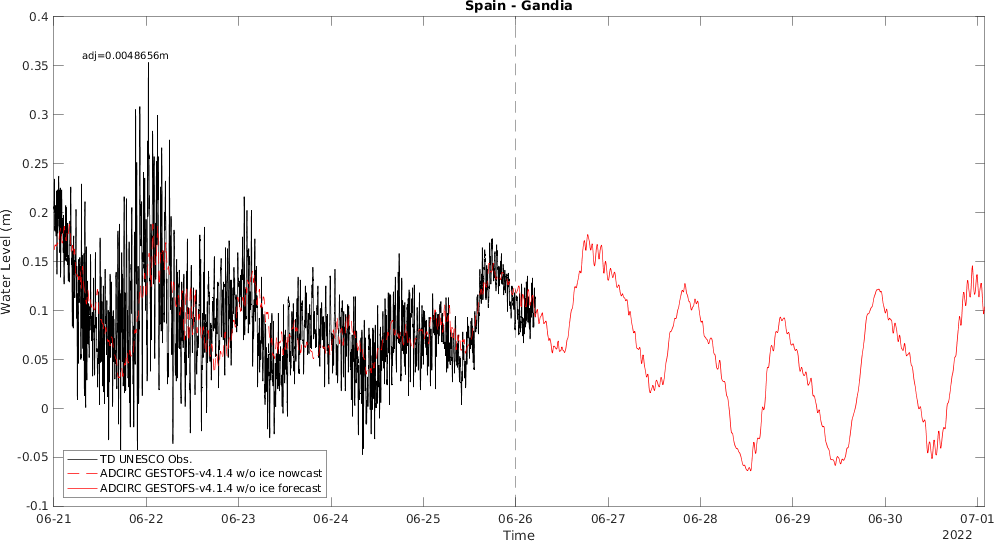 Spain - Gandia
0.4
0.35
0.3
0.25
0.2
0.15
0.1
0.05
0
-0.05
-0.1
Water Level (m)
adj=0.0048656m
TD UNESCO Obs.
ADCIRC GESTOFS-v4.1.4 w/o ice nowcast
ADCIRC GESTOFS-v4.1.4 w/o ice forecast
06-21 06-22 06-23 06-24 06-25 06-26 06-27 06-28 06-29 06-30 07-01
Time
2022